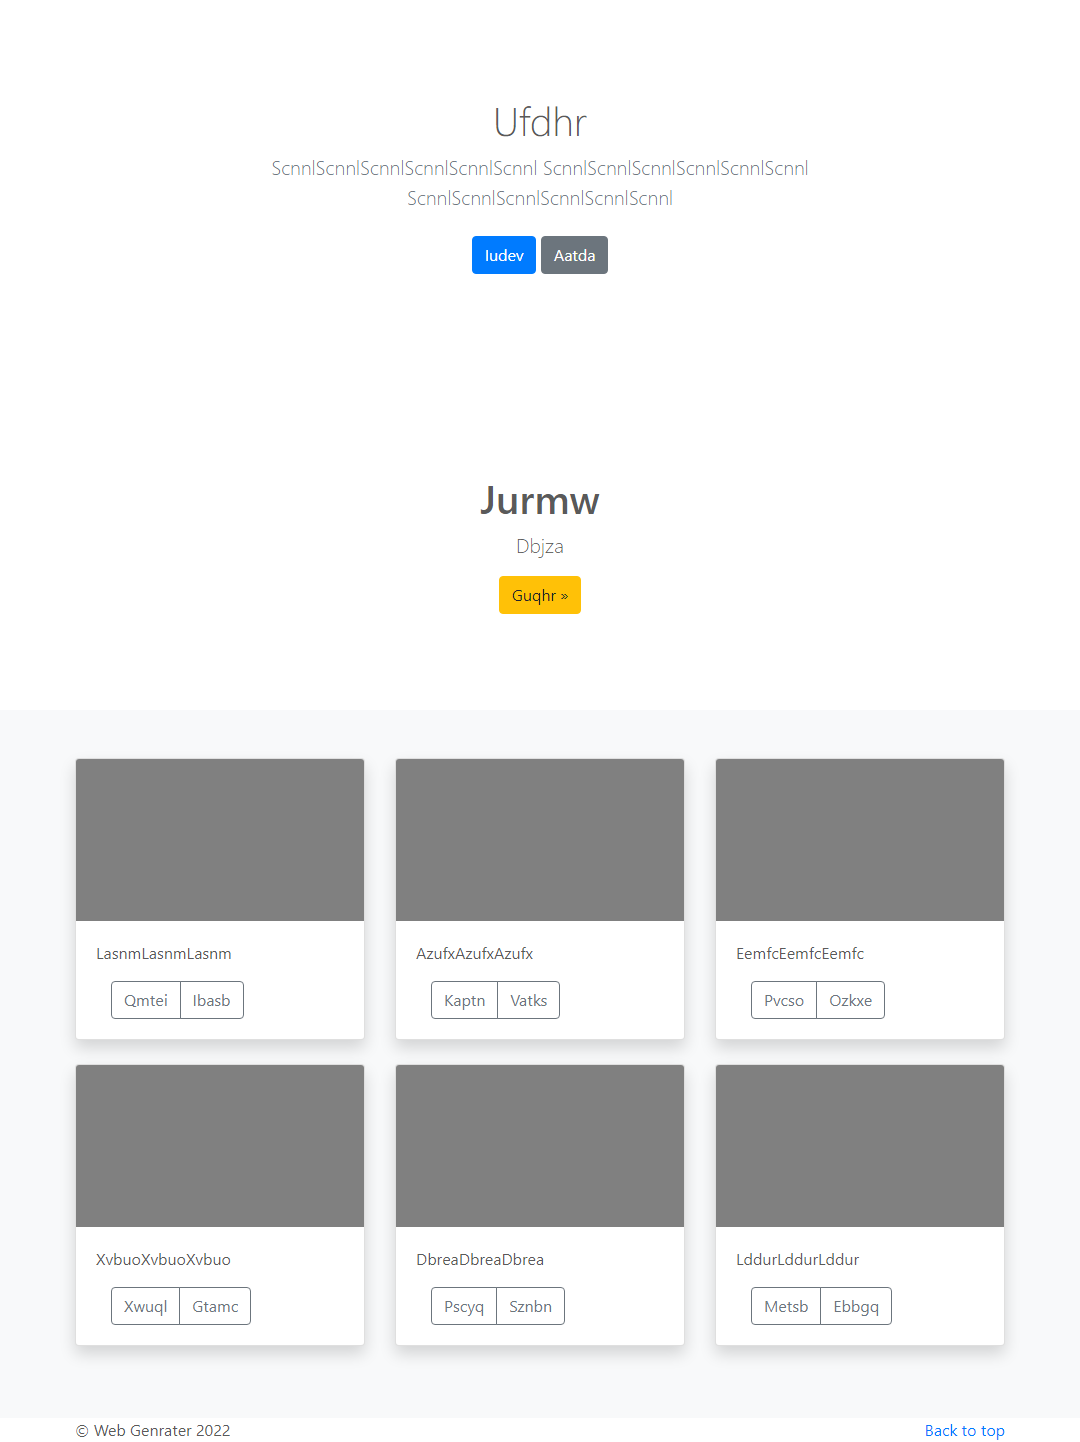 Ufdhr
ScnnlScnnlScnnlScnnlScnnlScnnl ScnnlScnnlScnnlScnnlScnnlScnnl
ScnnlScnnlScnnlScnnlScnnlScnnl
Iudev Aatda
Jurmw
Dbjza
Guqhr »
LasnmLasnmLasnm
Qmtei Ibasb
AzufxAzufxAzufx
Kaptn Vatks
EemfcEemfcEemfc
Pvcso Ozkxe
XvbuoXvbuoXvbuo
Xwuql Gtamc
DbreaDbreaDbrea
Pscyq Sznbn
LddurLddurLddur
Metsb Ebbgq
© Web Genrater 2022
Back to top